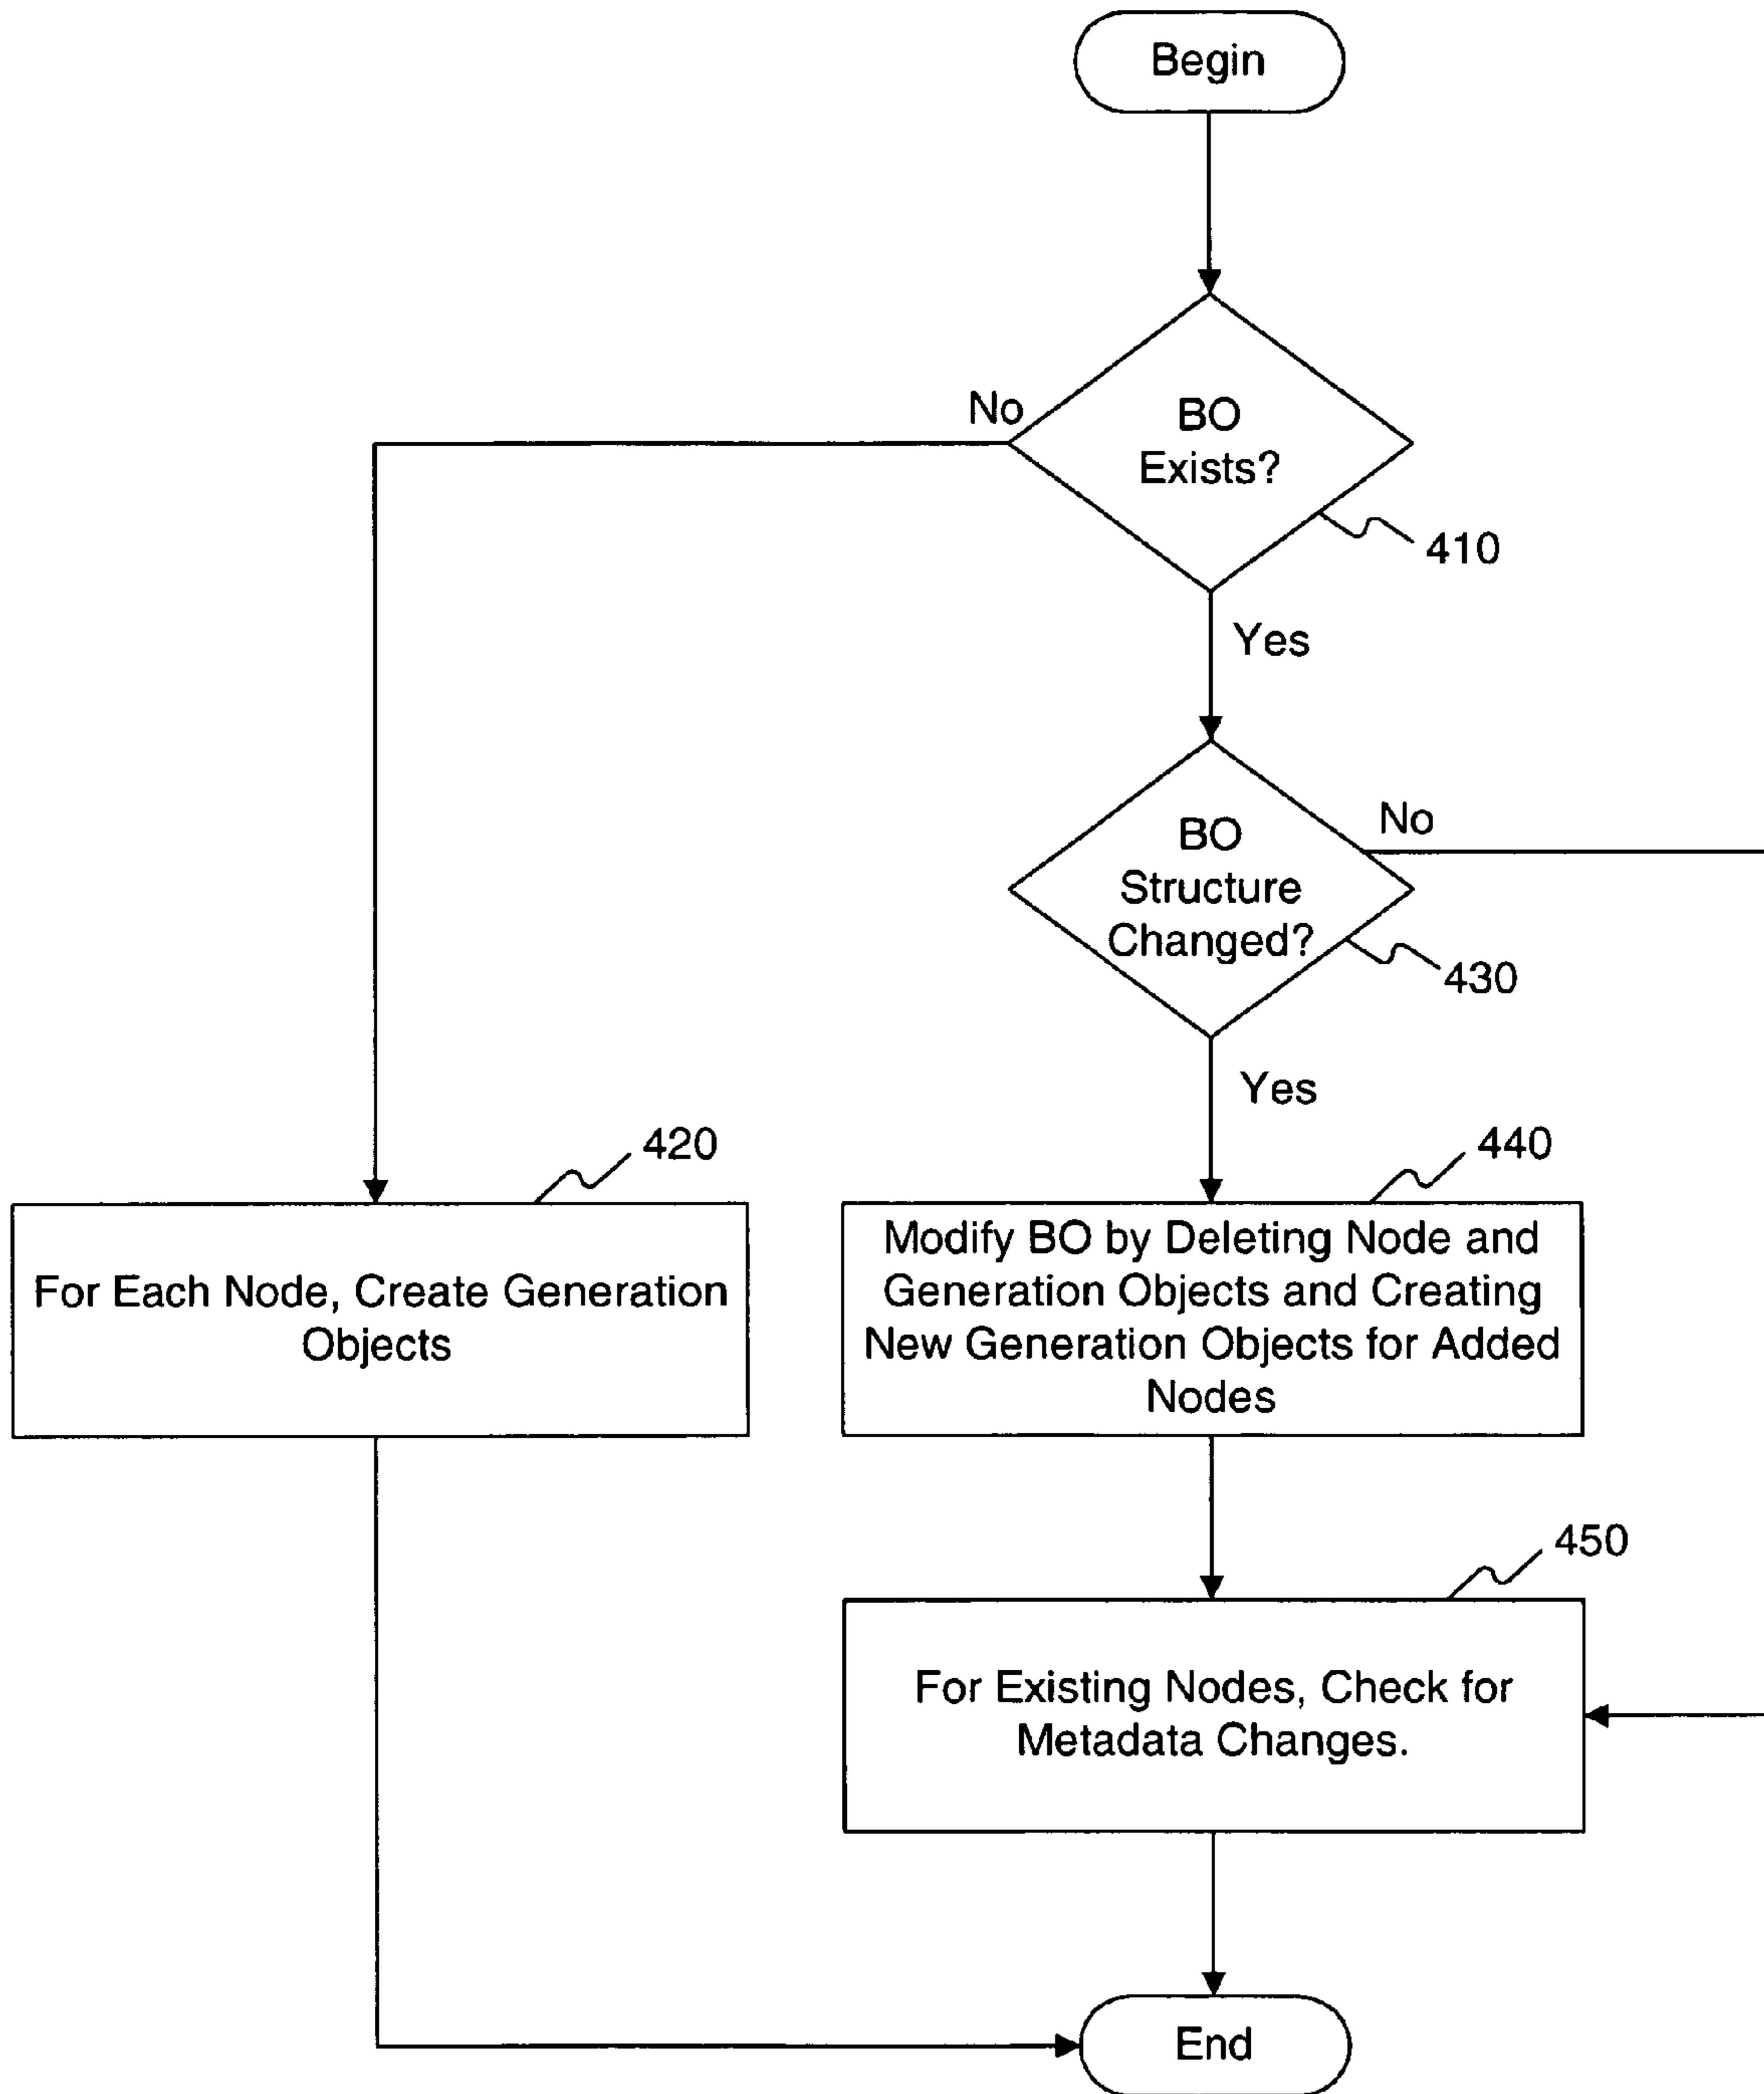 Begin
No
BO
Exists?
410
Yes
No
BO
Structure
Changed?
430
Yes
420
440
For Each Node, Create Generation
Objects
Modify BO by Deleting Node and
Generation Objects and Creating
New Generation Objects for Added
Nodes
450
For Existing Nodes, Check for
Metadata Changes.
End